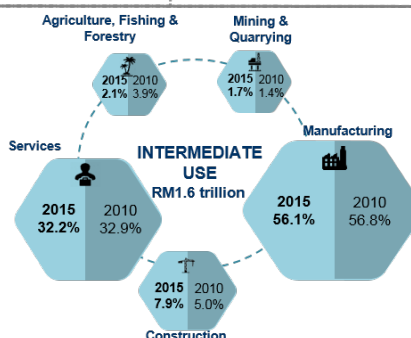 Agriculture, Fishing &
Forestry
2015 2010
2.1% 3.9%
Mining &
Quarrying
2015 2010
1.7% 1.4%
Services
2015 2010
32.2% 32.9%
INTERMEDIATE
USE
RM1.6 trillion
Manufacturing
2015 2010
56.1% 56.8%
2015 2010
7.9% 5.0%
Construction